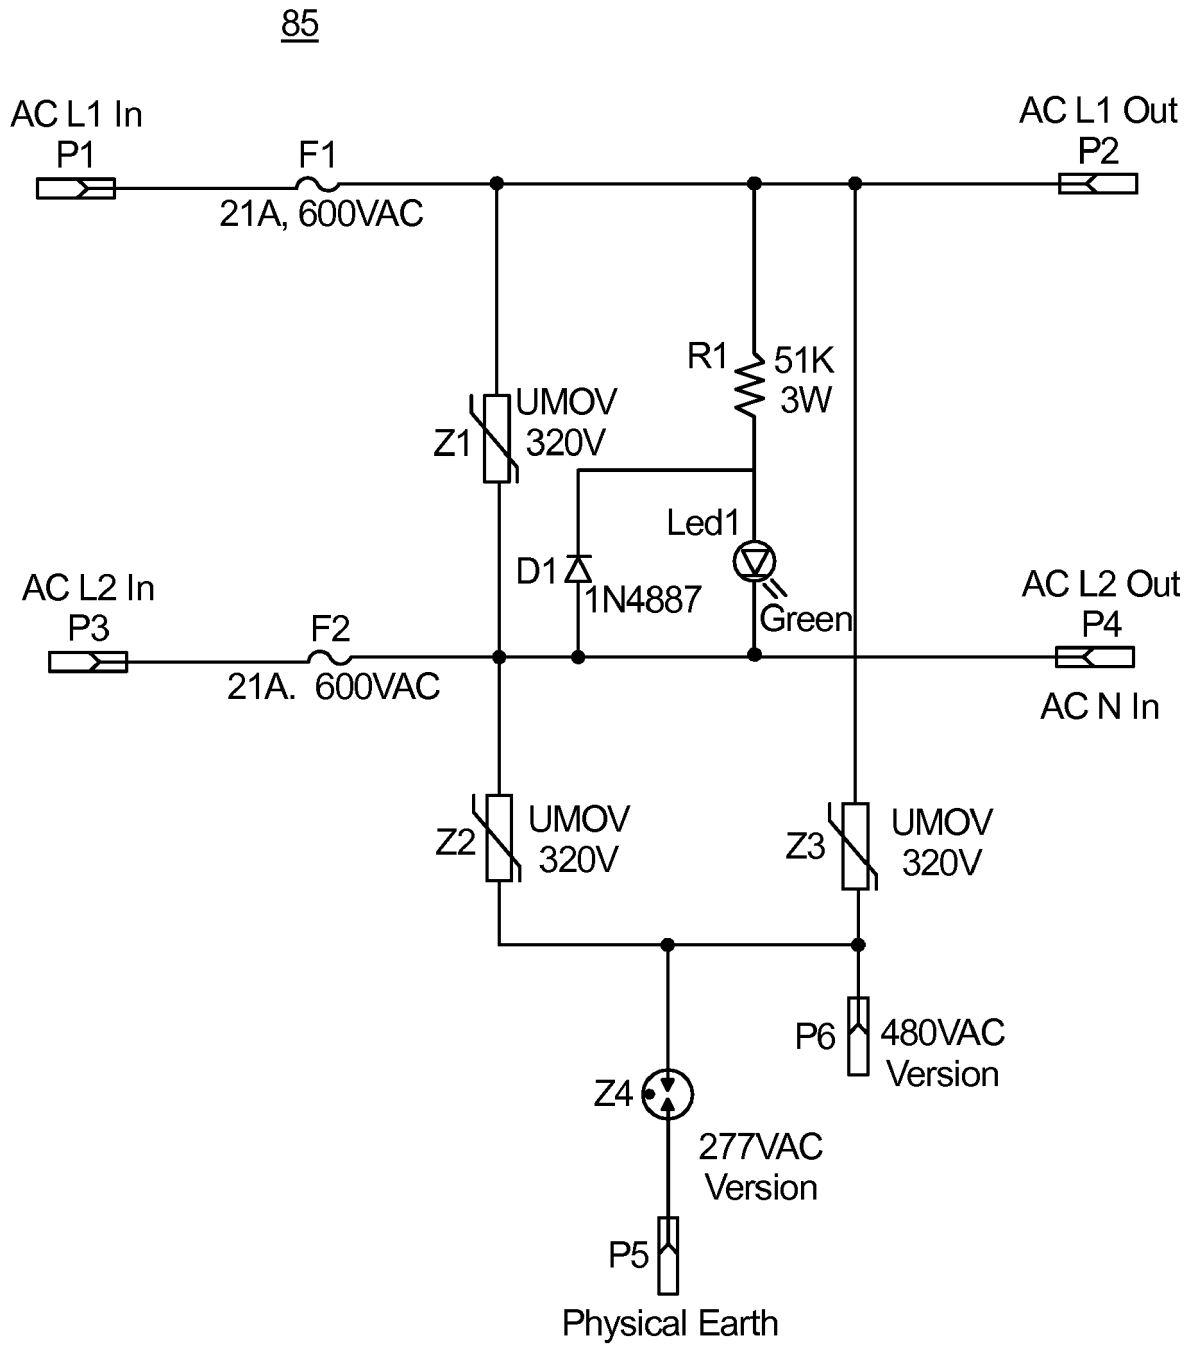 85
AC L1 In
P1
F1
21A, 600VAC
AC L1 Out
P2
R1
51K
3W
Z1
UMOV
320V
Led1
D1
1N4887
Green
AC L2 In
P3
F2
21A. 600VAC
AC L2 Out
P4
AC N In
Z2
UMOV
320V
Z3
UMOV
320V
P6
480VAC
Version
Z4
277VAC
Version
P5
Physical Earth